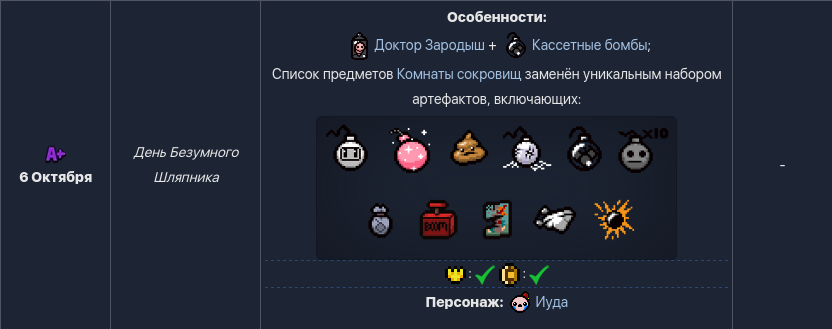 Особенности:
Доктор Зародыш + Кассетные бомбы;
Список предметов Комнаты сокровищ заменён уникальным набором
артефактов, включающих:
A+
6 Октября
День Безумного
Шляпника
x10
BOOM
: :
Персонаж: Иуда
-